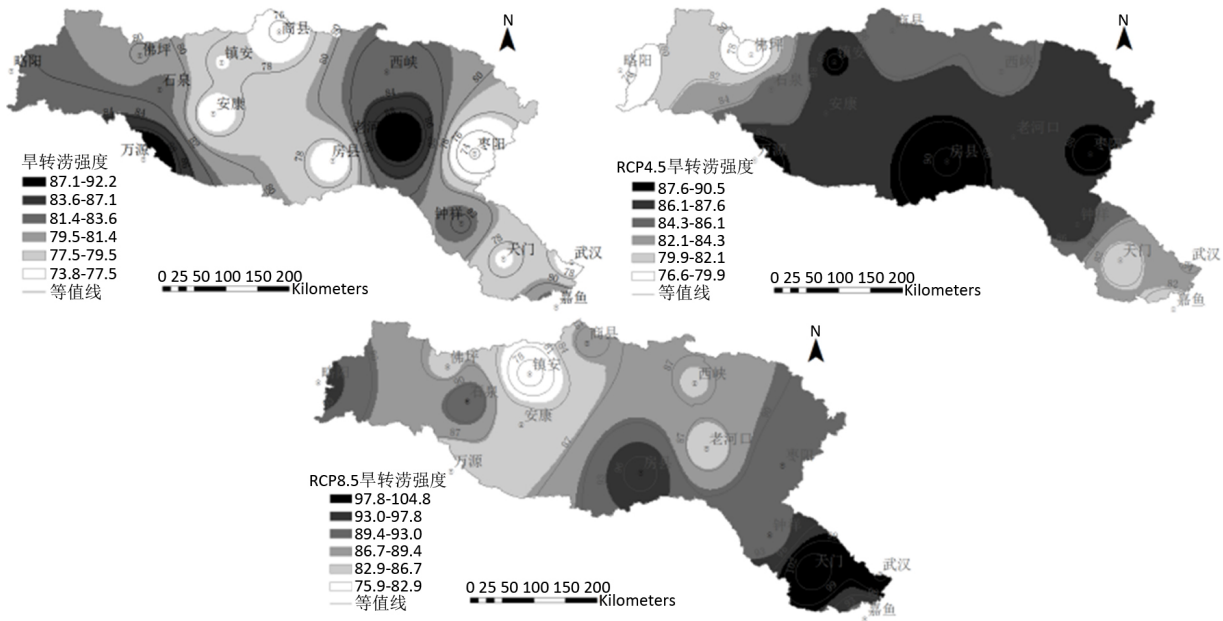 N
商县
佛坪
镇安
略阳
西峡
石泉
安康
枣阳
万源
房县
钟祥
天门
武汉
嘉鱼
旱转涝强度
87.1-92.2
83.6-87.1
81.4-83.6
79.5-81.4
77.5-79.5
73.8-77.5
等值线
0 25 50 100 150 200
Kilometers
N
商县
佛坪
西峡
石泉
安康
老河口
房县
枣阳
天门
武汉
嘉鱼
RCP4.5旱转涝强度
87.6-90.5
86.1-87.6
84.3-86.1
82.1-84.3
79.9-82.1
76.6-79.9
等值线
0 25 50 100 150 200
Kilometers
N
商县
佛坪
镇安
西峡
石泉
安康
老河口
万源
枣阳
天门
武汉
嘉鱼
RCP8.5旱转涝强度
97.8-104.8
93.0-97.8
89.4-93.0
86.7-89.4
82.9-86.7
75.9-82.9
等值线
0 25 50 100 150 200
Kilometers